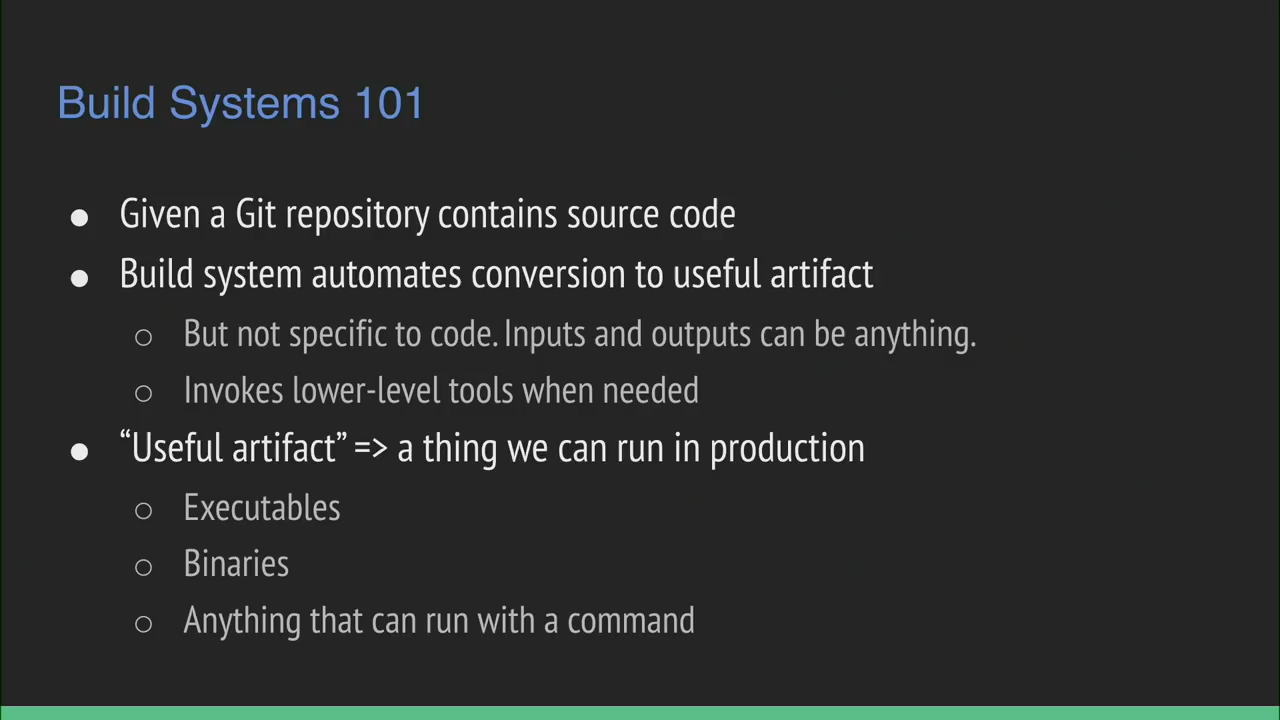 Build Systems 101
● Given a Git repository contains source code
● Build system automates conversion to useful artifact
○ But not specific to code. Inputs and outputs can be anything.
○ Invokes lower-level tools when needed
● “Useful artifact” => a thing we can run in production
○ Executables
○ Binaries
○ Anything that can run with a command